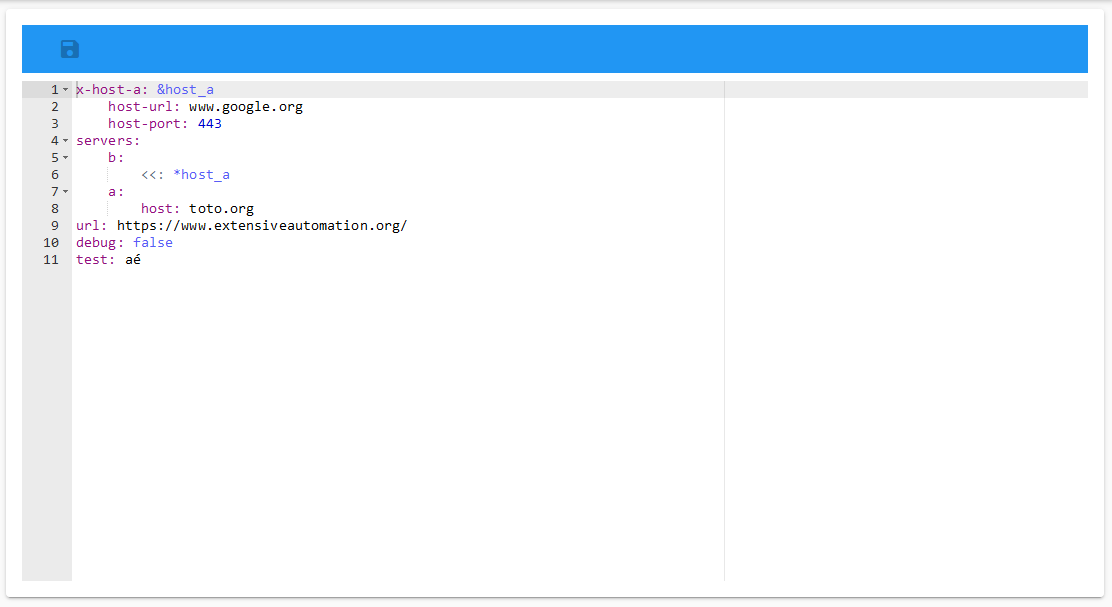 1 x-host-a: &host_a
2     host-url: www.google.org
3     host-port: 443
4 servers:
5     b:
6         <<: *host_a
7     a:
8         host: toto.org
9 url: https://www.extensiveautomation.org/
10 debug: false
11 test: aé